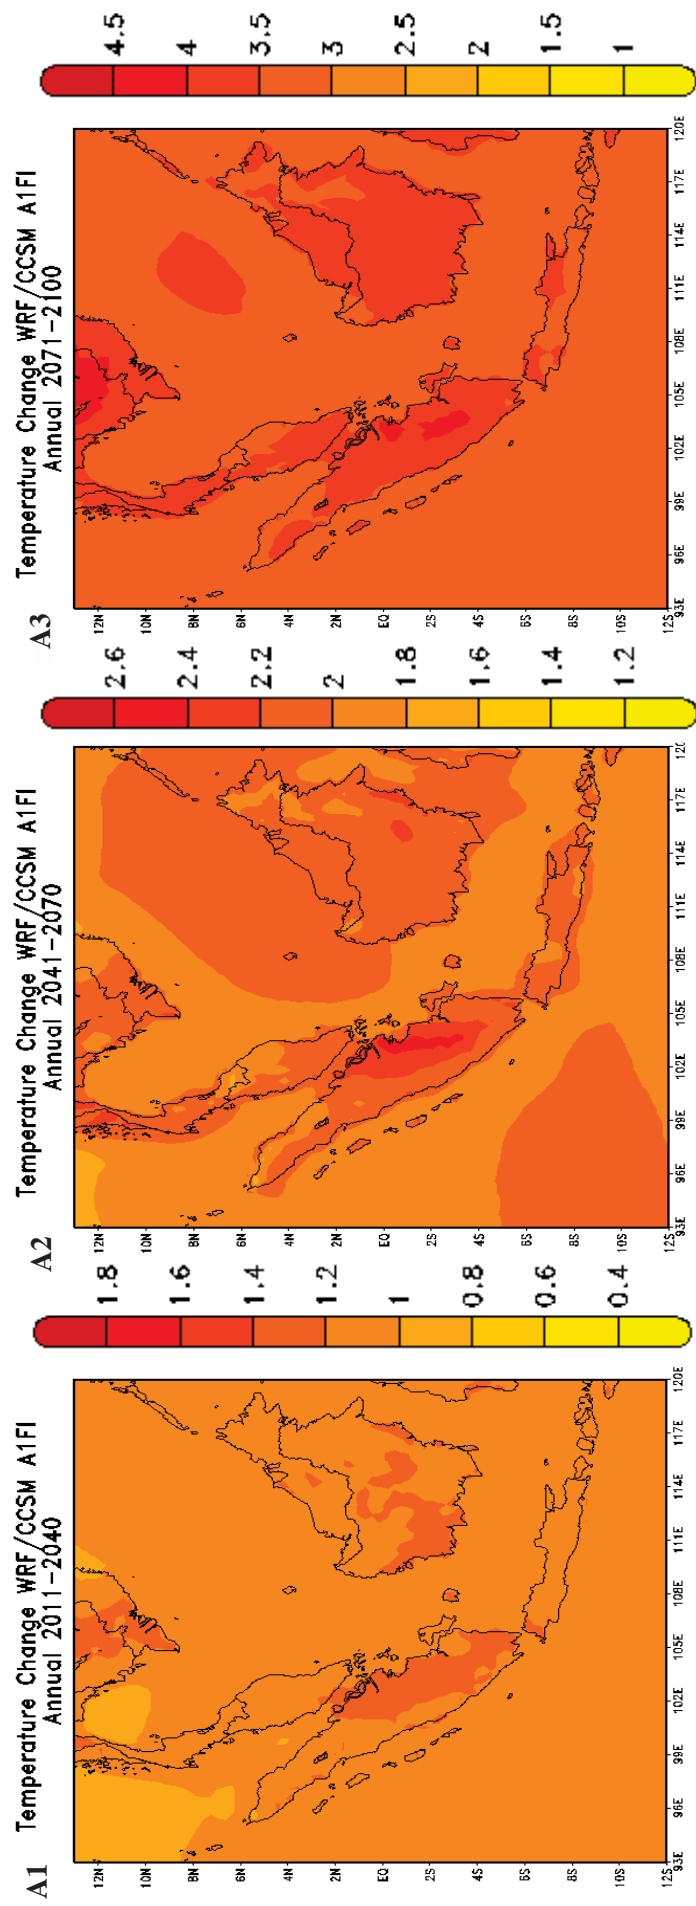 A1
Temperature Change WRF/CCSM A1FI
Annual 2011-2040
12N
10N
8N
6N
4N
2N
EQ
2S
4S
6S
8S
10S
12S
93E 96E 99E 102E 105E 108E 111E 114E 117E 120E
1.8
1.6
1.4
1.2
1
0.8
0.6
0.4
A2
Temperature Change WRF/CCSM A1FI
Annual 2041-2070
12N
10N
8N
6N
4N
2N
EQ
2S
4S
6S
8S
10S
12S
93E 96E 99E 102E 105E 108E 111E 114E 117E
2.6
2.4
2.2
2
1.8
1.6
1.4
1.2
A3
Temperature Change WRF/CCSM A1FI
Annual 2071-2100
12N
10N
8N
6N
4N
2N
EQ
2S
4S
6S
8S
10S
12S
93E 96E 99E 102E 105E 108E 111E 114E 117E 120E
4.5
4
3.5
3
2.5
2
1.5
1